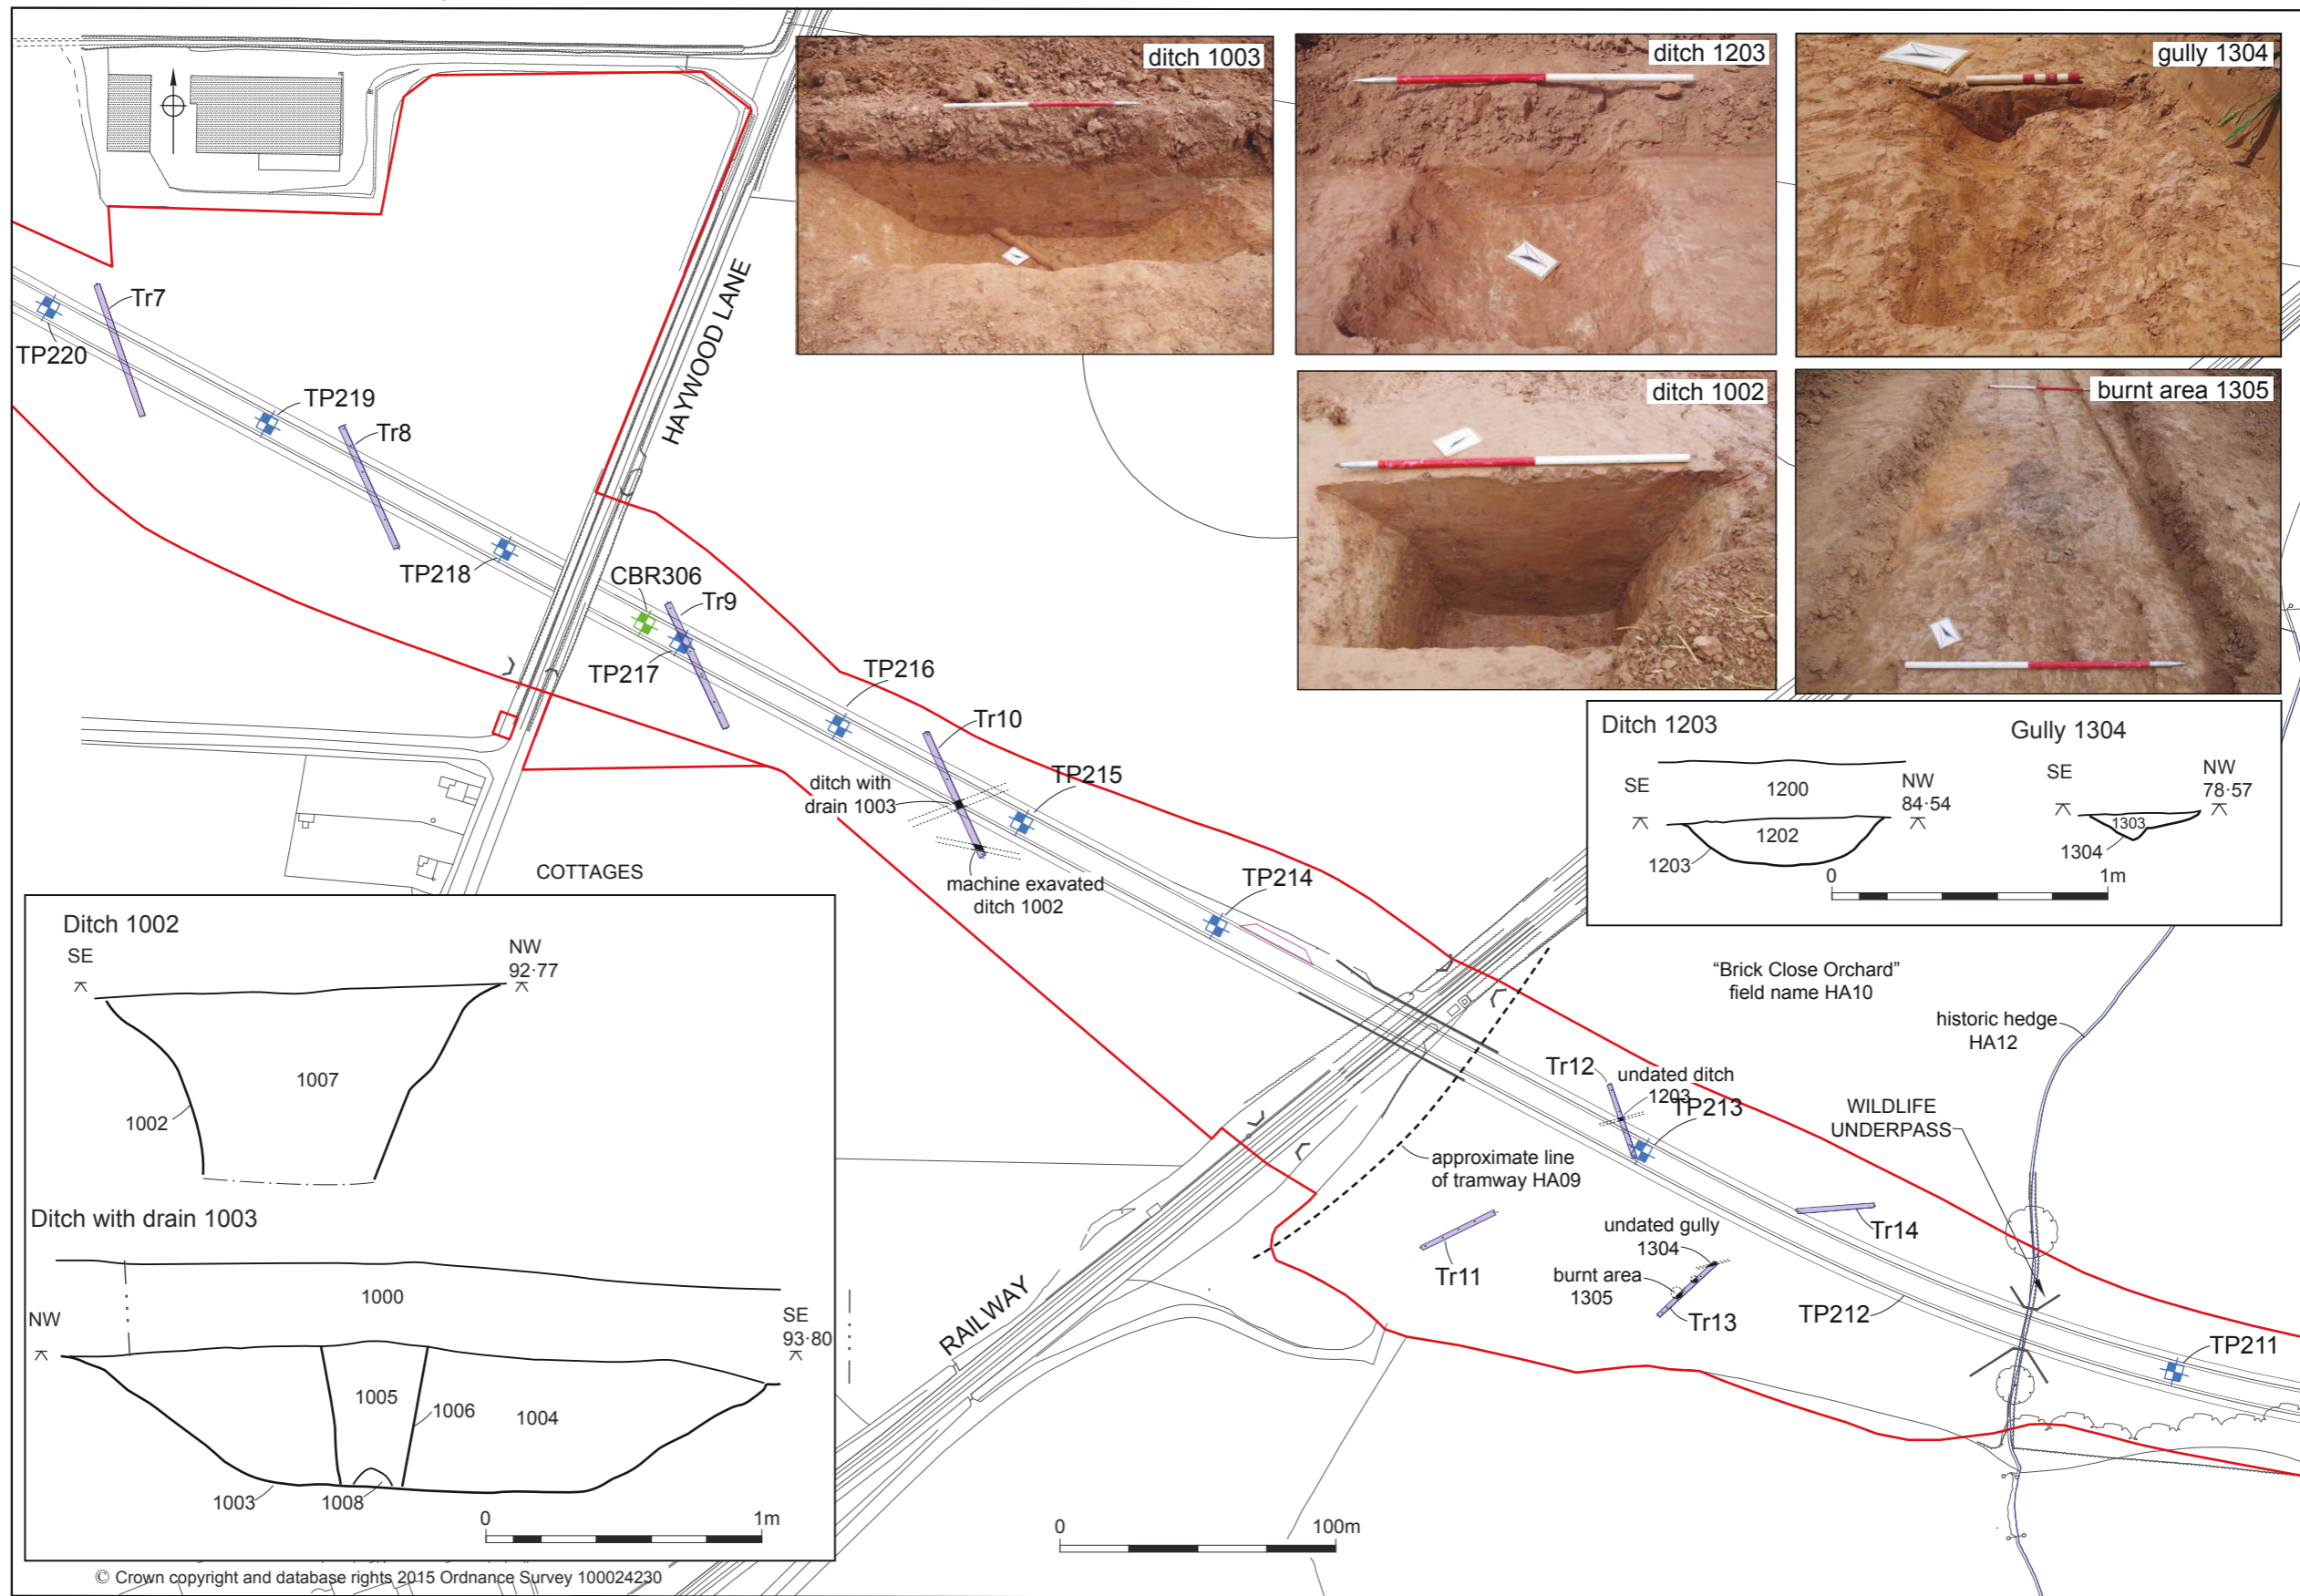 ditch 1003
ditch 1203
gully 1304
ditch 1002
burnt area 1305
HAYWOOD LANE
Tr7
TP220
TP219
Tr8
TP218
CBR306
Tr9
TP217
TP216
Tr10
TP215
ditch with
drain 1003
machine exavated
ditch 1002
TP214
COTTAGES
RAILWAY
"Brick Close Orchard"
field name HA10
historic hedge
HA12
Tr12
undated ditch
1203
TP213
WILDLIFE
UNDERPASS
approximate line
of tramway HA09
undated gully
1304
burnt area
1305
Tr11
Tr13
Tr14
TP212
TP211
Ditch 1203
SE
1200
NW
84·54
1202
1203
Gully 1304
SE
NW
78·57
1303
1304
0
1m
Ditch 1002
SE
NW
92·77
1007
1002
Ditch with drain 1003
1000
NW
SE
93·80
1005
1006
1004
1003
1008
0
1m
0
100m
© Crown copyright and database rights 2015 Ordnance Survey 100024230